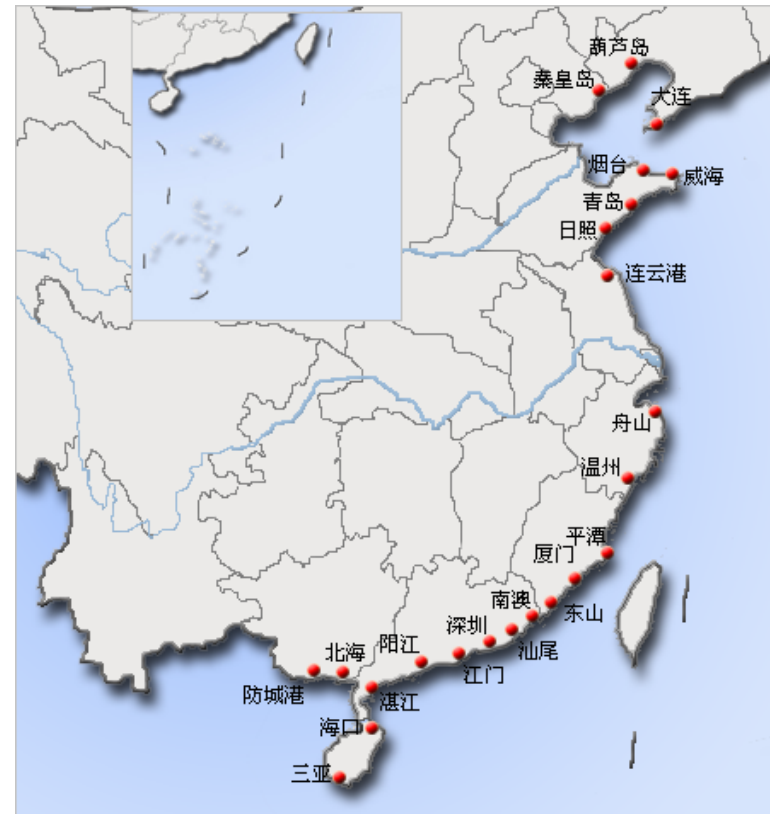 葫芦岛
秦皇岛
大连
烟台
威海
青岛
日照
连云港
舟山
温州
平潭
厦门
东山
南澳
汕尾
深圳
江门
阳江
湛江
北海
防城港
海口
三亚